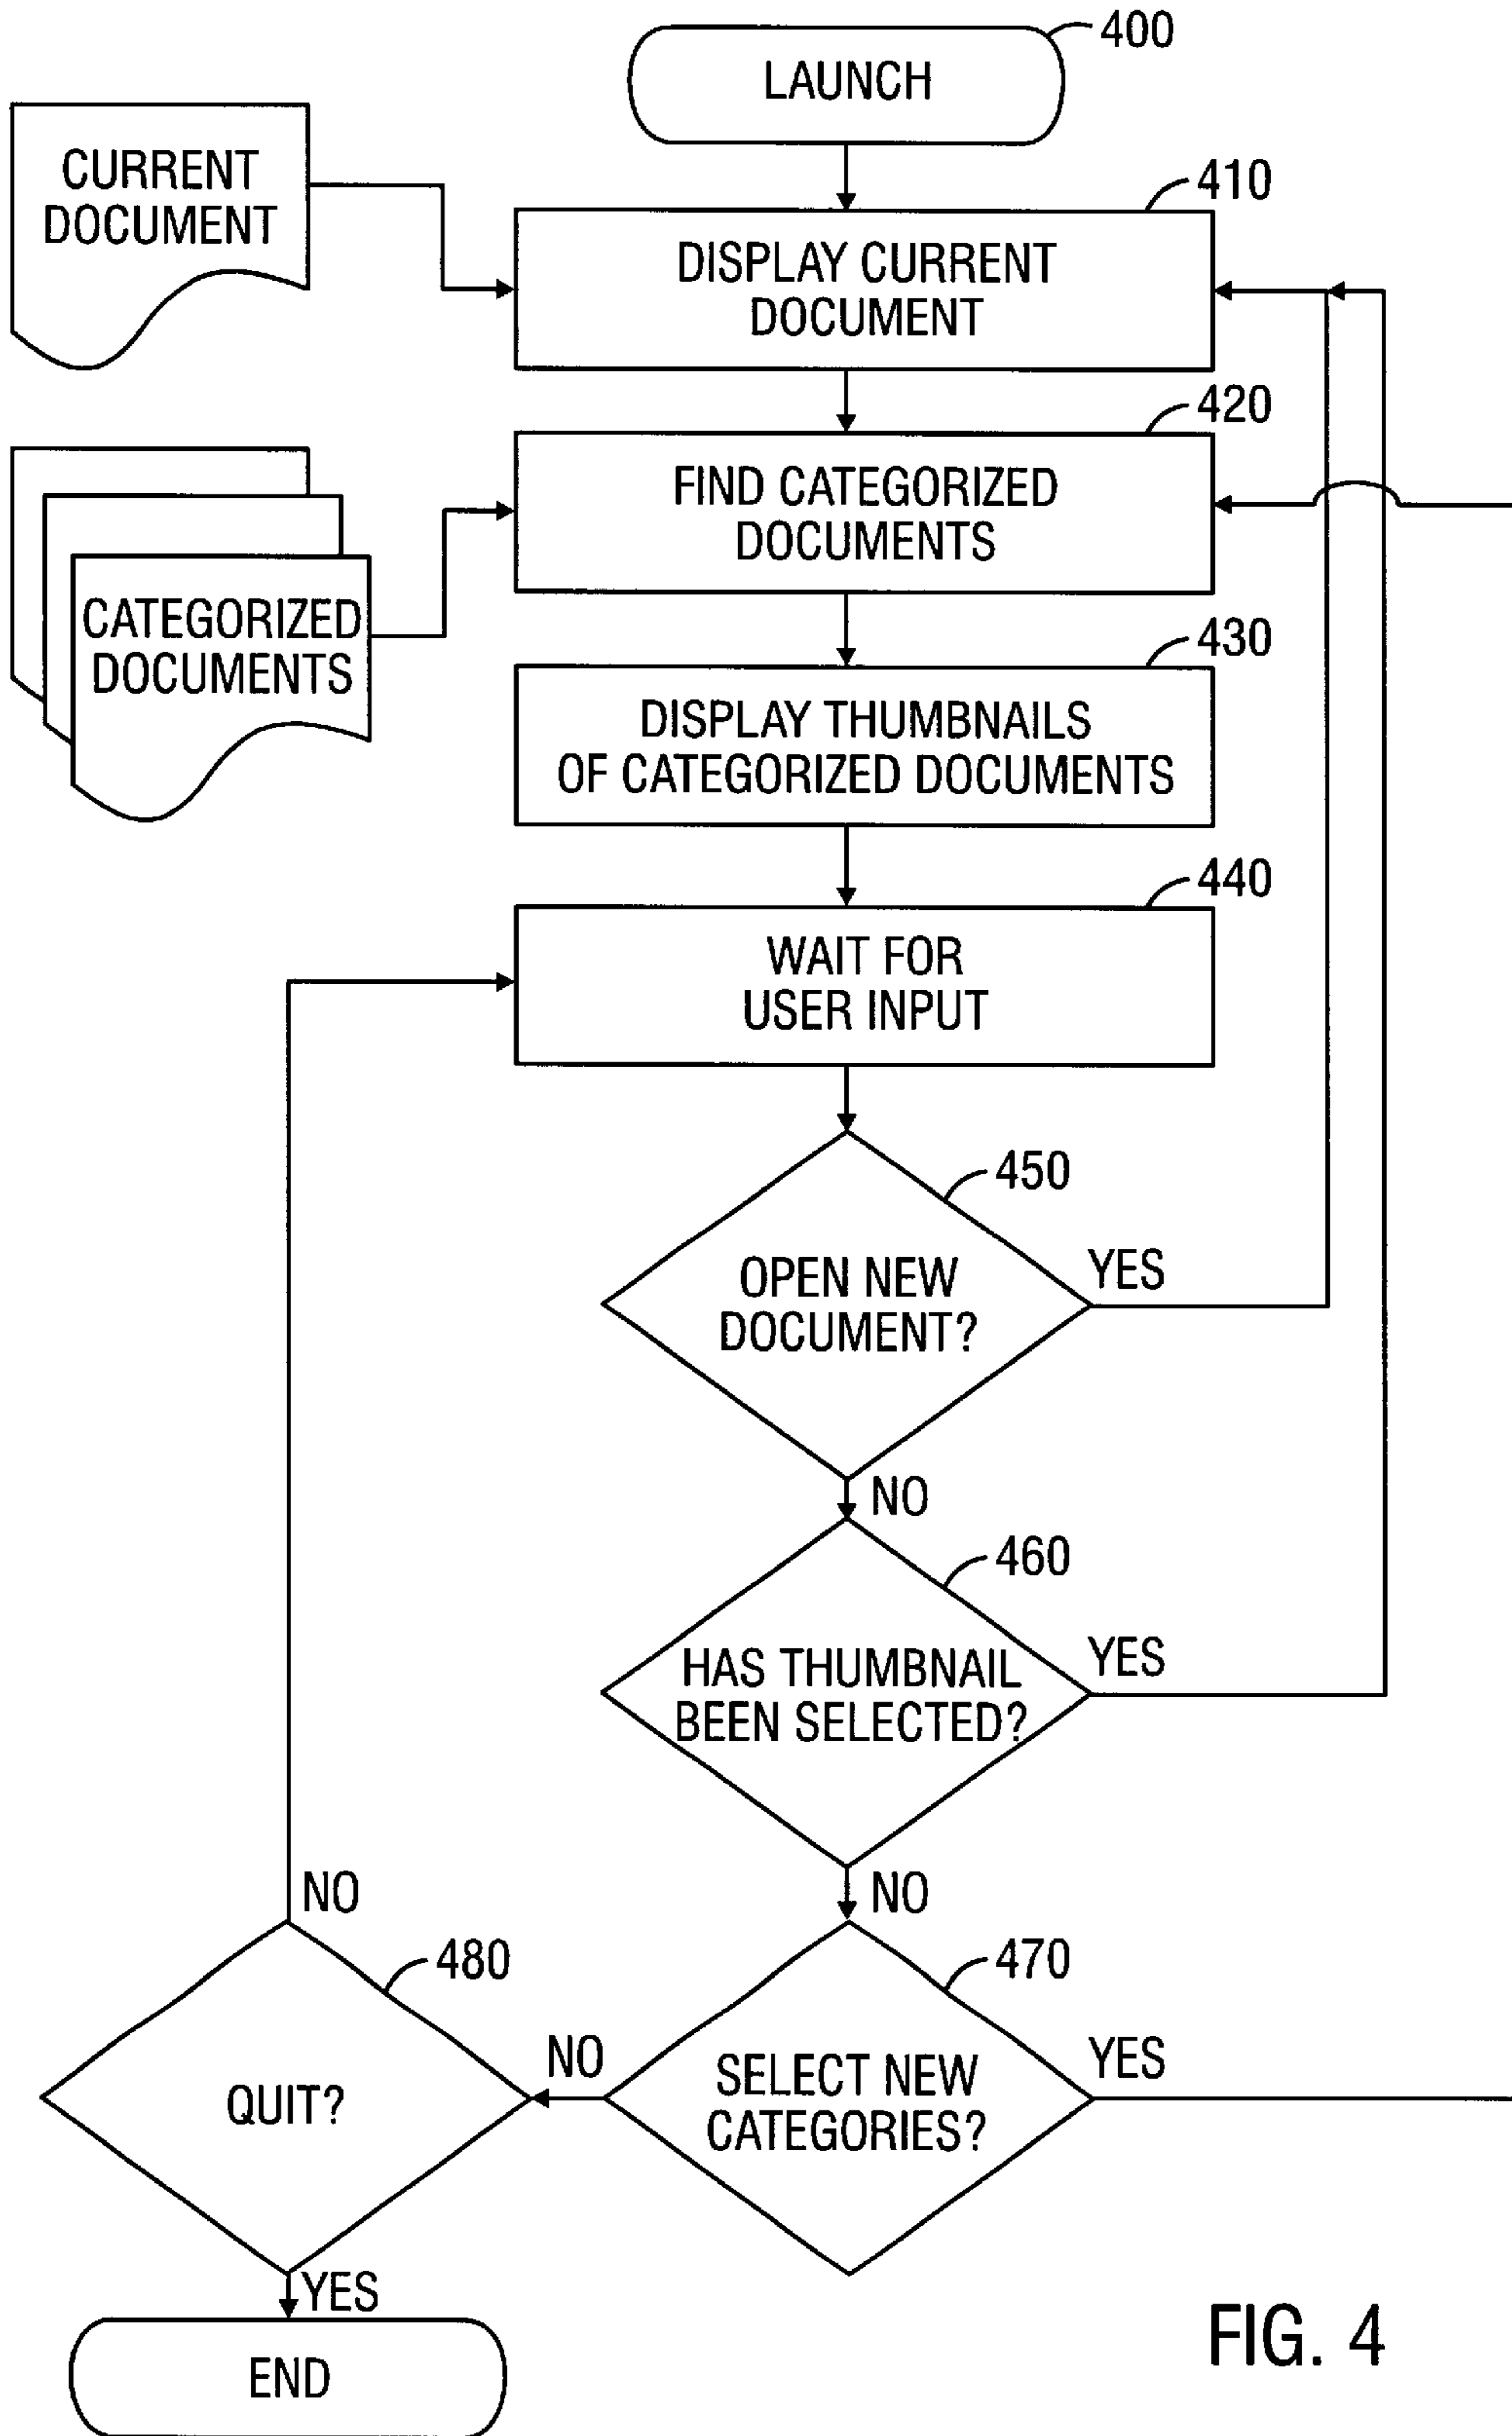 400
LAUNCH
CURRENT
DOCUMENT
410
DISPLAY CURRENT
DOCUMENT
420
FIND CATEGORIZED
DOCUMENTS
CATEGORIZED
DOCUMENTS
430
DISPLAY THUMBNAILS
OF CATEGORIZED DOCUMENTS
440
WAIT FOR
USER INPUT
450
OPEN NEW
DOCUMENT?
YES
NO
460
HAS THUMBNAIL
BEEN SELECTED?
YES
NO
470
SELECT NEW
CATEGORIES?
YES
NO
480
QUIT?
NO
YES
END
FIG. 4